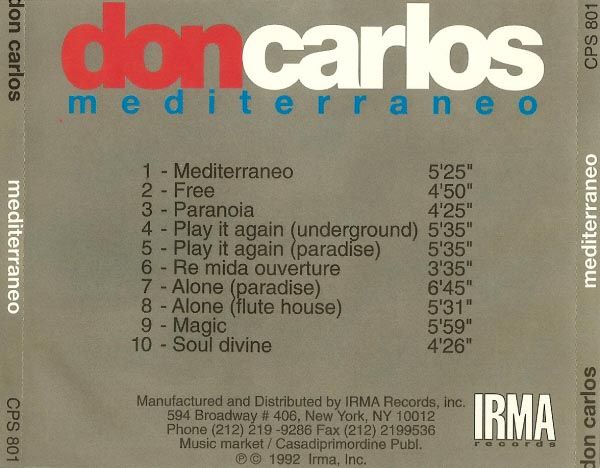 don carlos
mediterraneo
CPS 801
doncarlos
mediterraneo
1 - Mediterraneo 5'25"
2 - Free 4'50"
3 - Paranoia 4'25"
4 - Play it again (underground) 5'35"
5 - Play it again (paradise) 5'35"
6 - Re mida ouverture 3'35"
7 - Alone (paradise) 6'45"
8 - Alone (flute house) 5'31"
9 - Magic 5'59"
10 - Soul divine 4'26"
Manufactured and Distributed by IRMA Records, inc.
594 Broadway # 406, New York, NY 10012
Phone (212) 219 -9286 Fax (212) 2199536
Music market / Casadiprimordine Publ.
℗ © 1992 Irma, Inc.
IRMA
records
CPS 801
mediterraneo
don carlos